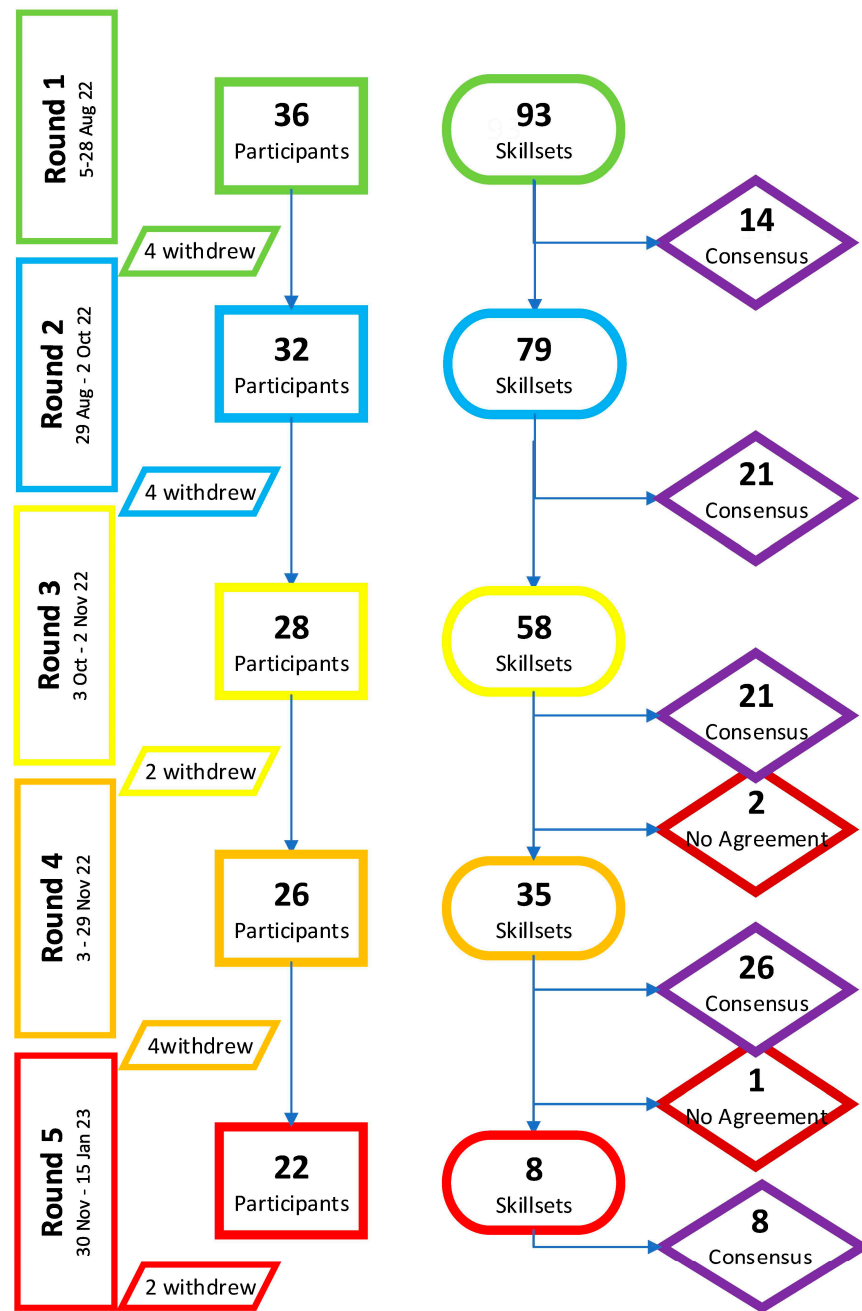 Round 1
5-28 Aug 22
36
Participants
93
Skillsets
14
Consensus
4 withdrew
Round 2
29 Aug - 2 Oct 22
32
Participants
79
Skillsets
21
Consensus
4 withdrew
Round 3
3 Oct - 2 Nov 22
28
Participants
58
Skillsets
21
Consensus
2 withdrew
2
No Agreement
Round 4
3 - 29 Nov 22
26
Participants
35
Skillsets
26
Consensus
4withdrew
1
No Agreement
Round 5
30 Nov - 15 Jan 23
22
Participants
8
Skillsets
8
Consensus
2 withdrew